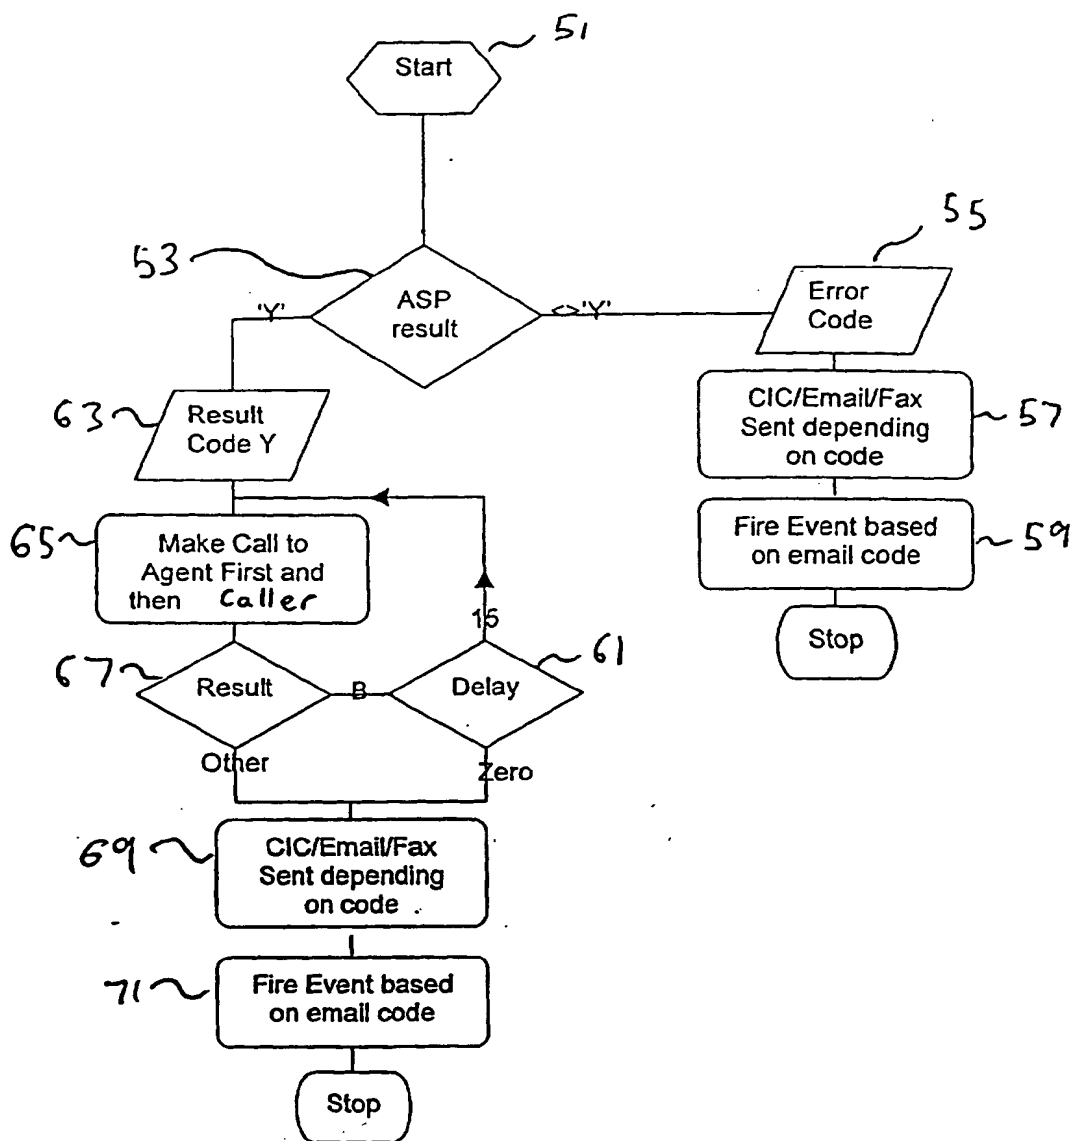 51
Start
53
ASP
result
'Y'
<>'Y'
55
Error
Code
57
CIC/Email/Fax
Sent depending
on code
59
Fire Event based
on email code
Stop
63
Result
Code Y
65
Make Call to
Agent First and
then Caller
15
67
Result
B
61
Delay
Other
Zero
69
CIC/Email/Fax
Sent depending
on code
71
Fire Event based
on email code
Stop